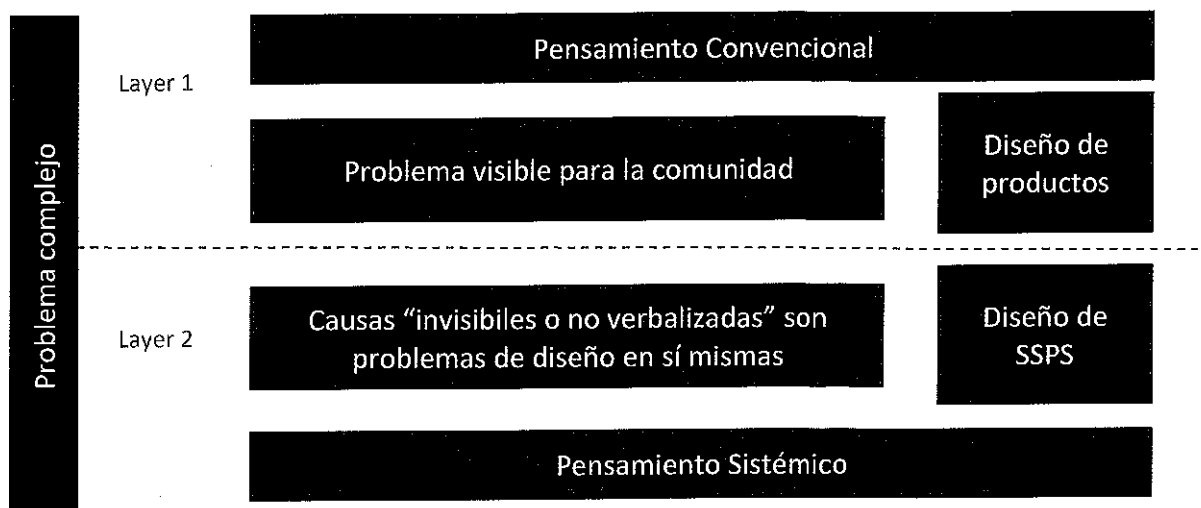 Problema complejo
Layer 1
Pensamiento Convencional
Problema visible para la comunidad
Diseño de
productos
Layer 2
Causas “invisibiles o no verbalizadas” son
problemas de diseño en sí mismas
Diseño de
SSPS
Pensamiento Sistémico